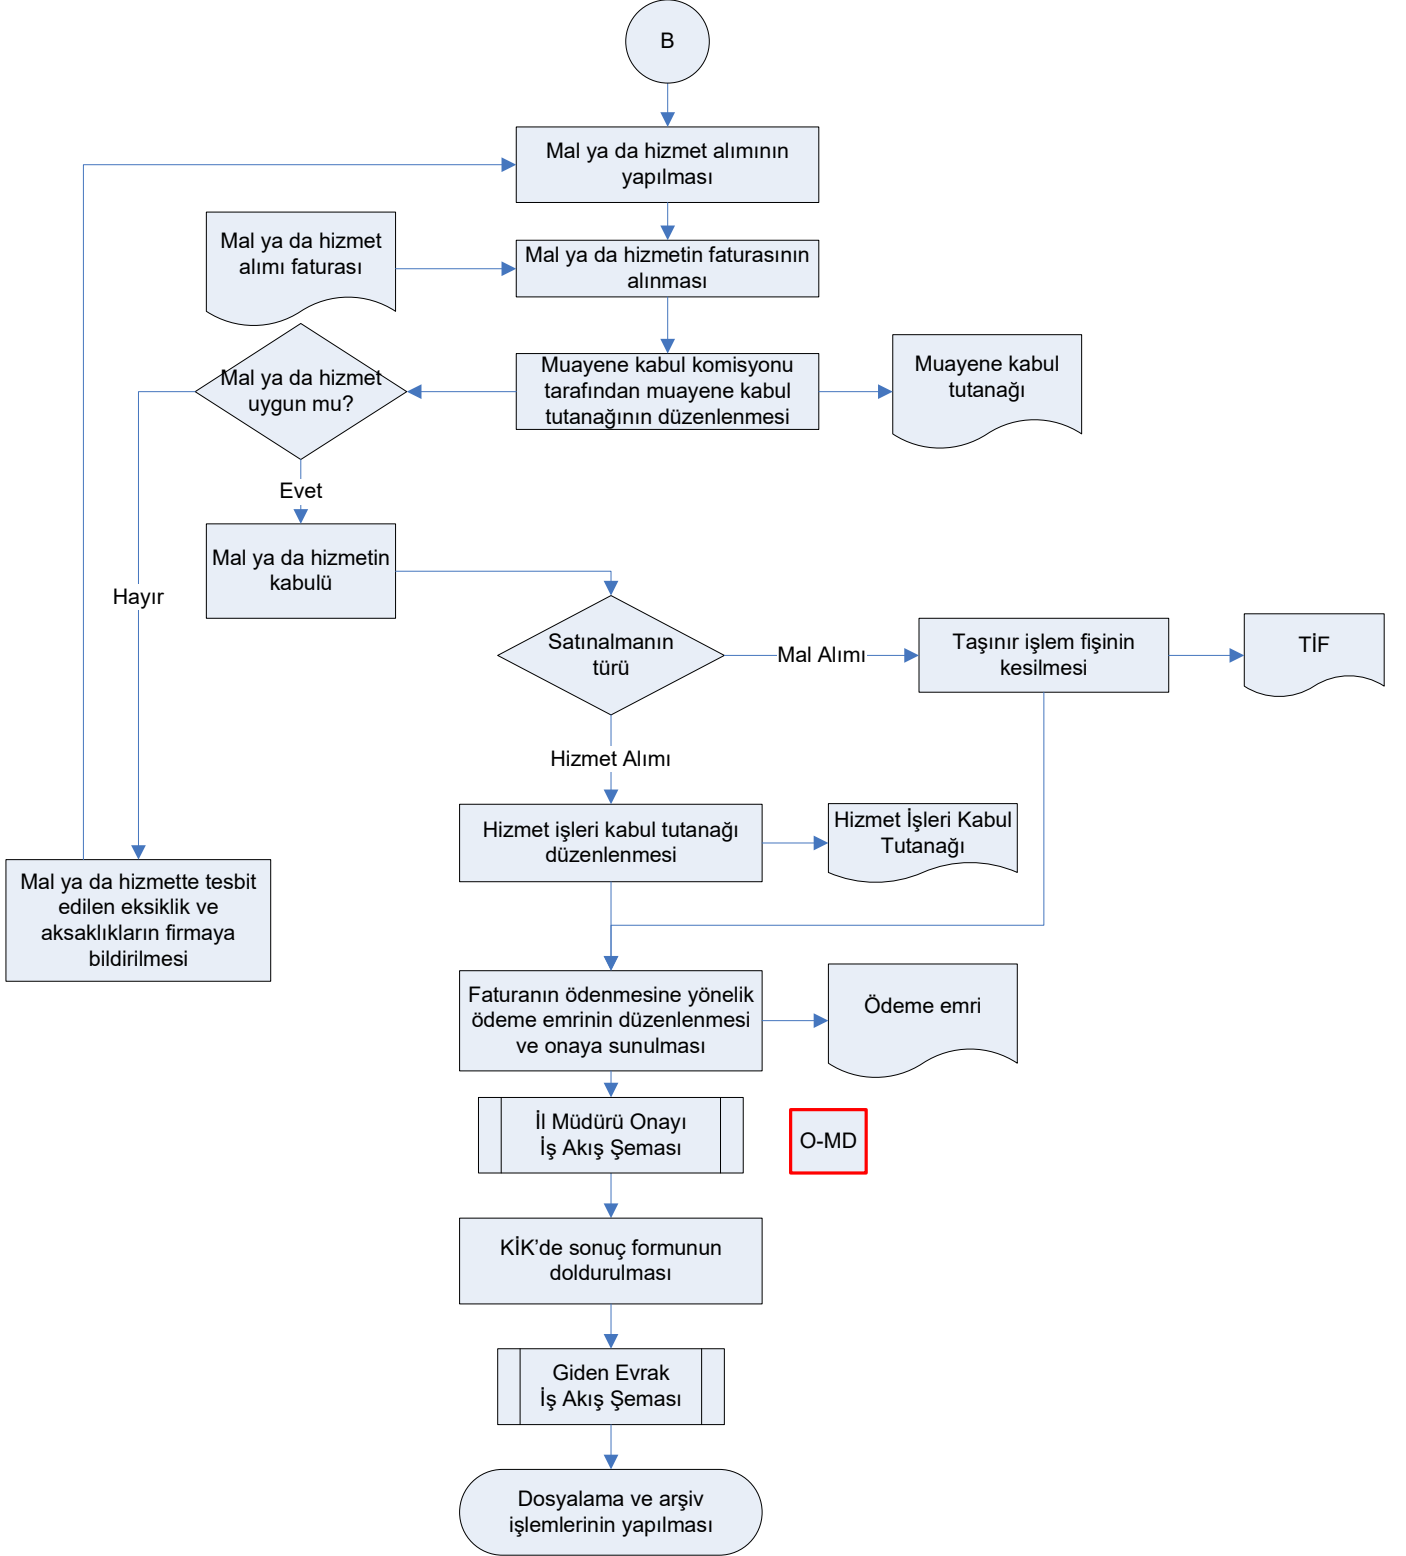 B
Mal ya da hizmet alımının
yapılması
Mal ya da hizmet
alımı faturası
Mal ya da hizmetin faturasının
alınması
Muayene kabul komisyonu
tarafından muayene kabul
tutanağının düzenlenmesi
Muayene kabul
tutanağı
Mal ya da hizmet
uygun mu?
Evet
Mal ya da hizmetin
kabulü
Hayır
Satınalmanın
türü
Mal Alımı
Taşınır işlem fişinin
kesilmesi
TİF
Hizmet Alımı
Hizmet işleri kabul tutanağı
düzenlenmesi
Hizmet İşleri Kabul
Tutanağı
Mal ya da hizmette tesbit
edilen eksiklik ve
aksaklıkların firmaya
bildirilmesi
Faturanın ödenmesine yönelik
ödeme emrinin düzenlenmesi
ve onaya sunulması
Ödeme emri
İl Müdürü Onayı
İş Akış Şeması
O-MD
KİK’de sonuç formunun
doldurulması
Giden Evrak
İş Akış Şeması
Dosyalama ve arşiv
işlemlerinin yapılması